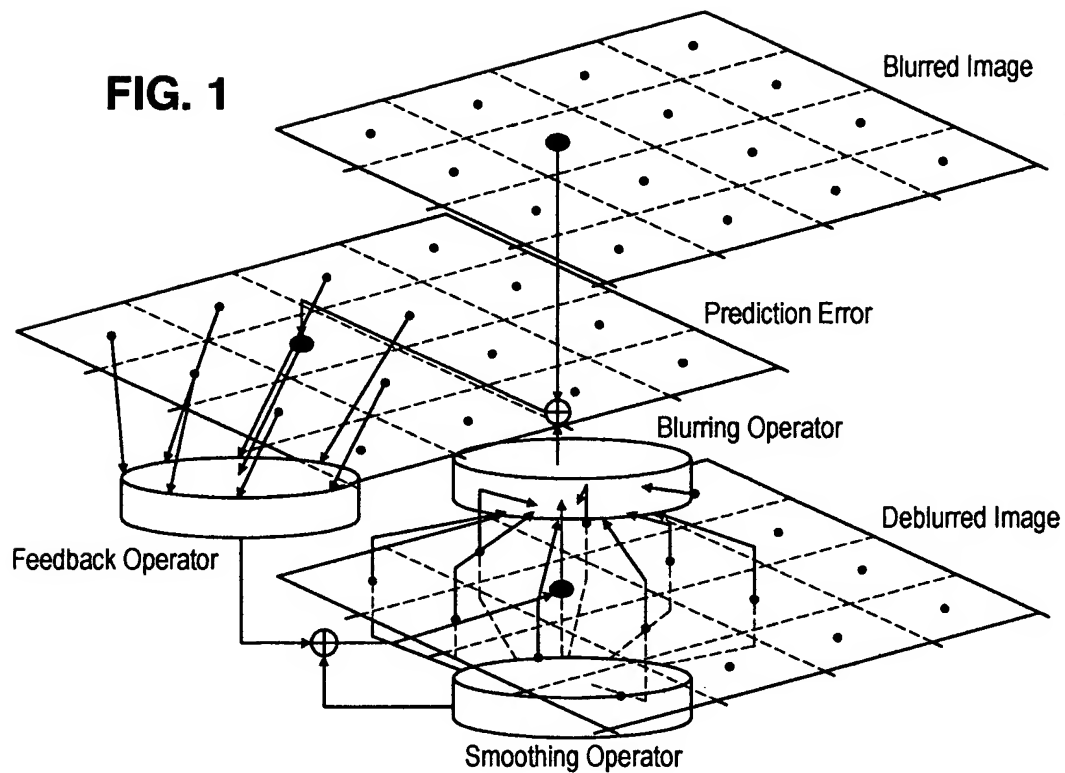 FIG. 1
Blurred Image
Prediction Error
Blurring Operator
Deblurred Image
Feedback Operator
Smoothing Operator